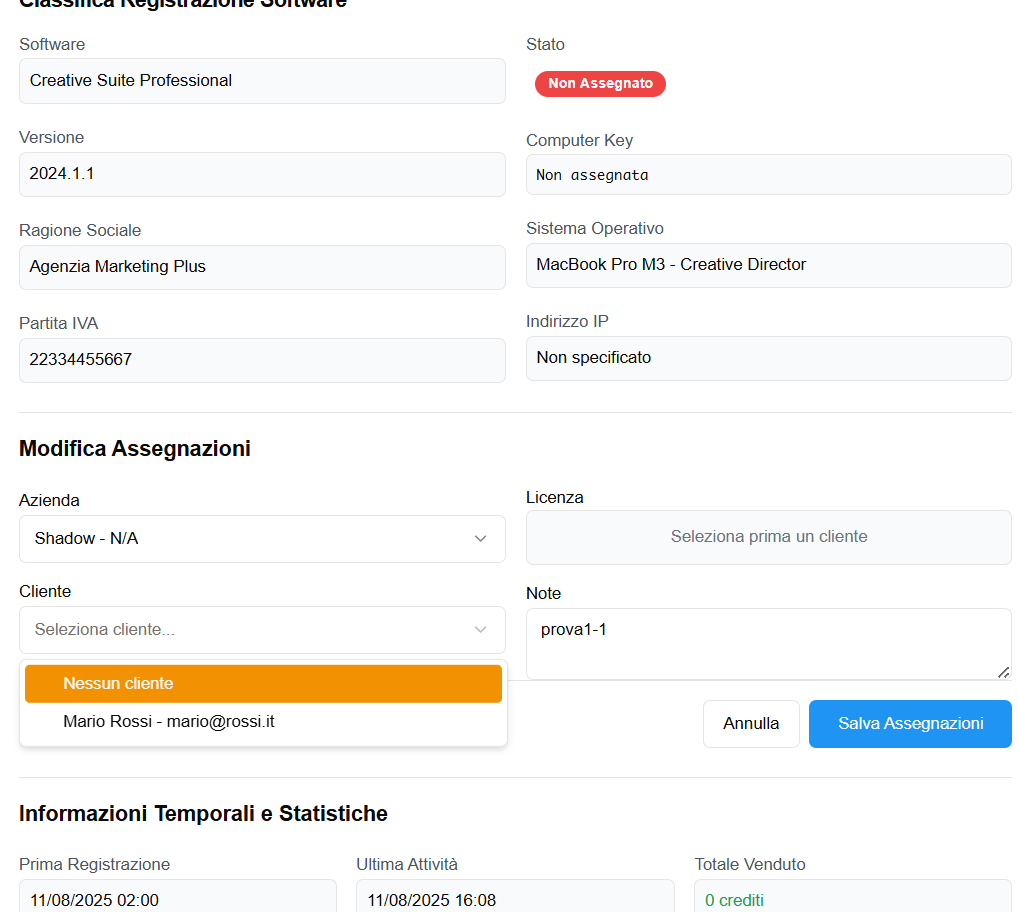 Classifica Registrazione Software
Software
Creative Suite Professional
Stato
Non Assegnato
Versione
2024.1.1
Computer Key
Non assegnata
Ragione Sociale
Agenzia Marketing Plus
Sistema Operativo
MacBook Pro M3 - Creative Director
Partita IVA
22334455667
Indirizzo IP
Non specificato
Modifica Assegnazioni
Azienda
Shadow - N/A
Licenza
Seleziona prima un cliente
Cliente
Seleziona cliente...
Nessun cliente
Mario Rossi - mario@rossi.it
Note
prova1-1
Annulla
Salva Assegnazioni
Informazioni Temporali e Statistiche
Prima Registrazione
11/08/2025 02:00
Ultima Attività
11/08/2025 16:08
Totale Venduto
0 crediti